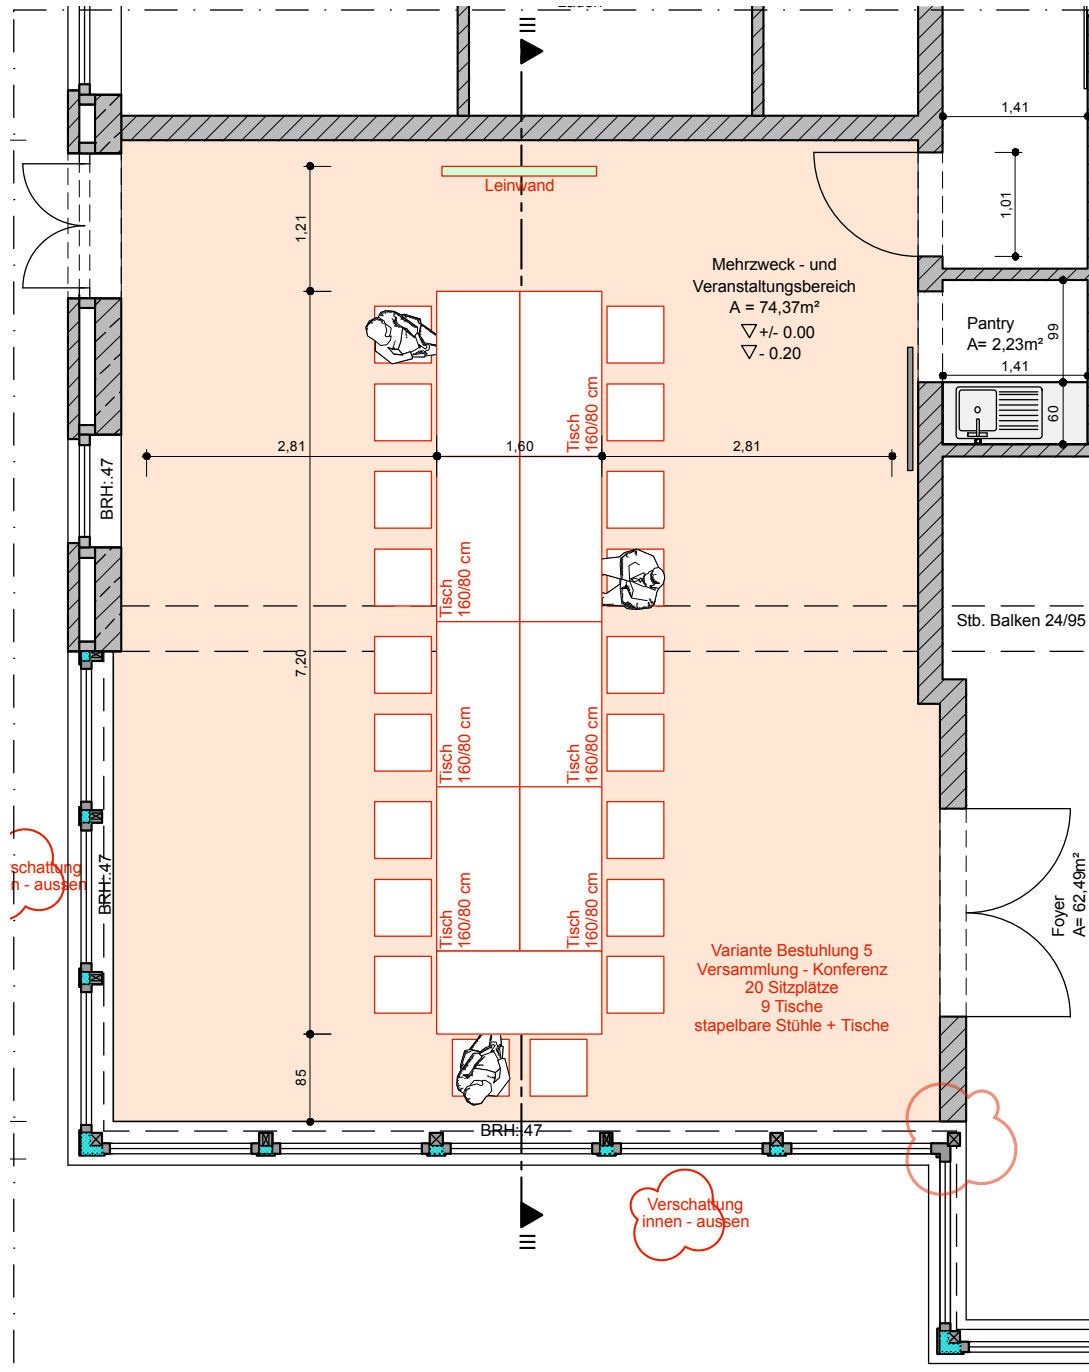 III
1,41
Leinwand
1,21
1,01
Mehrzweck - und
Veranstaltungsbereich
A = 74,37m²
+/- 0.00
- 0.20
Pantry
A= 2,23m²
99
1,41
60
Tisch
160/80 cm
2,81
1,60
2,81
BRH:.47
Tisch
160/80 cm
Stb. Balken 24/95
7,20
Tisch
160/80 cm
Tisch
160/80 cm
schattung
n - aussen
BRH:.47
Tisch
160/80 cm
Tisch
160/80 cm
Foyer
A= 62,49m²
Variante Bestuhlung 5
Versammlung - Konferenz
20 Sitzplätze
9 Tische
stapelbare Stühle + Tische
85
BRH:.47
Verschattung
innen - aussen
III